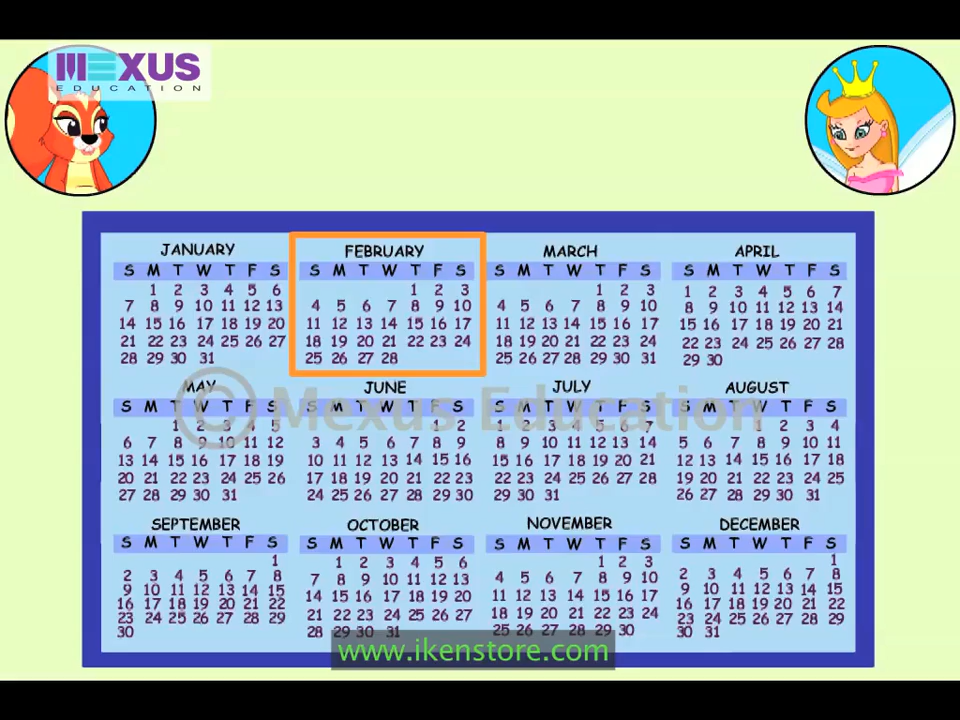 MEXUS
EDUCATION
JANUARY FEBRUARY MARCH APRIL
S M T W T F S S M T W T F S S M T W T F S S M T W T F S
1 2 3 4 5 6 1 2 3 1 2 3 1 2 3 4 5 6 7
7 8 9 10 11 12 13 4 5 6 7 8 9 10 4 5 6 7 8 9 10 8 9 10 11 12 13 14
14 15 16 17 18 19 20 11 12 13 14 15 16 17 11 12 13 14 15 16 17 15 16 17 18 19 20 21
21 22 23 24 25 26 27 18 19 20 21 22 23 24 18 19 20 21 22 23 24 22 23 24 25 26 27 28
28 29 30 31 25 26 27 28 25 26 27 28 29 30 31 29 30
MAY JUNE JULY AUGUST
© Mexus Education
S M T W T F S S M T W T F S S M T W T F S S M T W T F S
1 2 3 4 5 1 2 1 2 3 4 5 6 7 1 2 3 4
6 7 8 9 10 11 12 3 4 5 6 7 8 9 8 9 10 11 12 13 14 5 6 7 8 9 10 11
13 14 15 16 17 18 19 10 11 12 13 14 15 16 15 16 17 18 19 20 21 12 13 14 15 16 17 18
20 21 22 23 24 25 26 17 18 19 20 21 22 23 22 23 24 25 26 27 28 19 20 21 22 23 24 25
27 28 29 30 31 24 25 26 27 28 29 30 29 30 31 26 27 28 29 30 31
SEPTEMBER OCTOBER NOVEMBER DECEMBER
S M T W T F S S M T W T F S S M T W T F S S M T W T F S
1 1 2 3 4 5 6 1 2 3 1
2 3 4 5 6 7 8 7 8 9 10 11 12 13 4 5 6 7 8 9 10 2 3 4 5 6 7 8
9 10 11 12 13 14 15 14 15 16 17 18 19 20 11 12 13 14 15 16 17 9 10 11 12 13 14 15
16 17 18 19 20 21 22 21 22 23 24 25 26 27 18 19 20 21 22 23 24 16 17 18 19 20 21 22
23 24 25 26 27 28 29 28 29 30 31 25 26 27 28 29 30 23 24 25 26 27 28 29
30 30 31
www.ikenstore.com